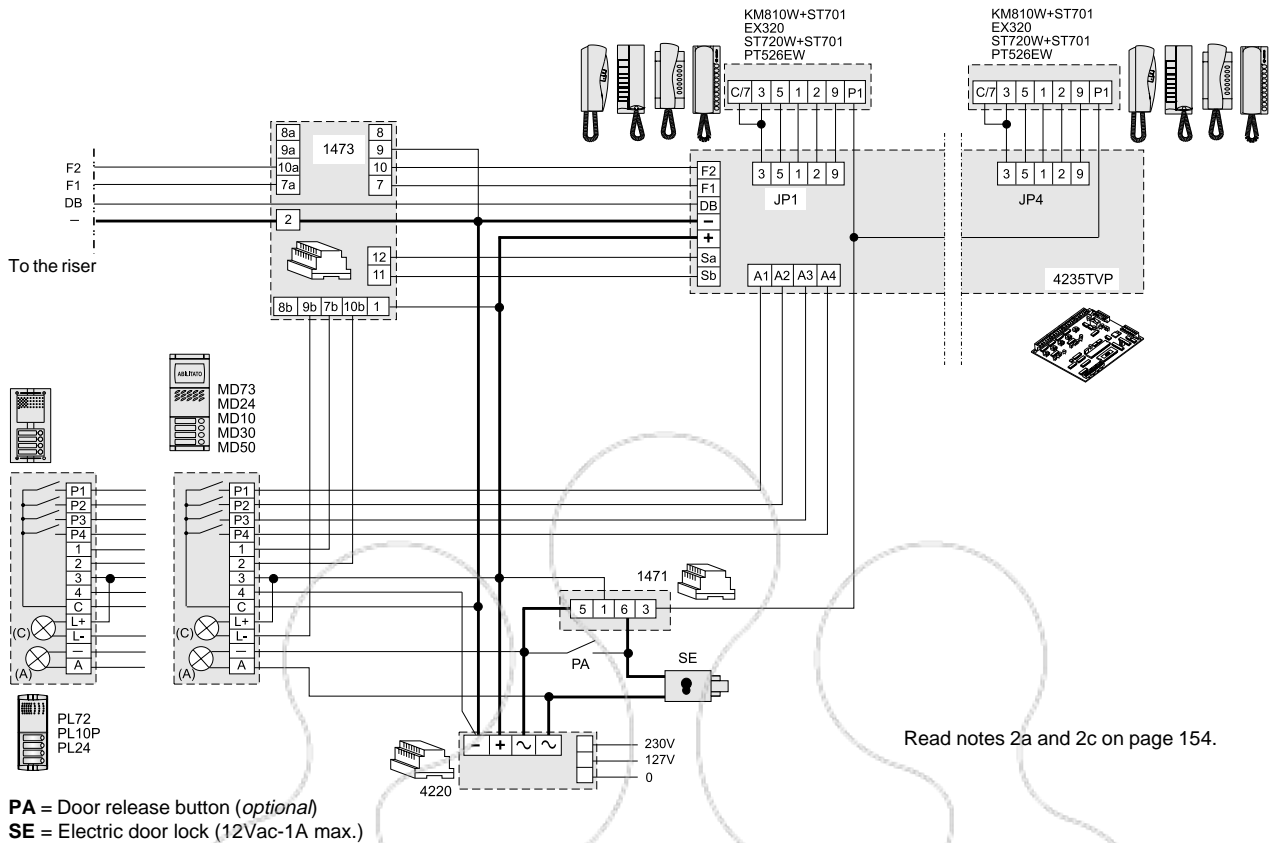 KM810W+ST701
EX320
ST720W+ST701
PT526EW
KM810W+ST701
EX320
ST720W+ST701
PT526EW
C/7 3 5 1 2 9 P1
C/7 3 5 1 2 9 P1
8a 8
9a 1473 9
10a 10
7a 7
F2
F1
DB
–
2
To the riser
12
11
8b 9b 7b 10b 1
F2
F1
DB
–
+
Sa
Sb
3 5 1 2 9
JP1
3 5 1 2 9
JP4
A1 A2 A3 A4
4235TVP
ABILITATO
MD73
MD24
MD10
MD30
MD50
P1
P2
P3
P4
1
2
3
4
C
L+
(C) L-
–
(A) A
P1
P2
P3
P4
1
2
3
4
C
L+
(C) L-
–
(A) A
1471
5 1 6 3
PA
SE
PL72
PL10P
PL24
– + ~ ~
230V
127V
0
4220
Read notes 2a and 2c on page 154.
PA = Door release button (optional)
SE = Electric door lock (12Vac-1A max.)